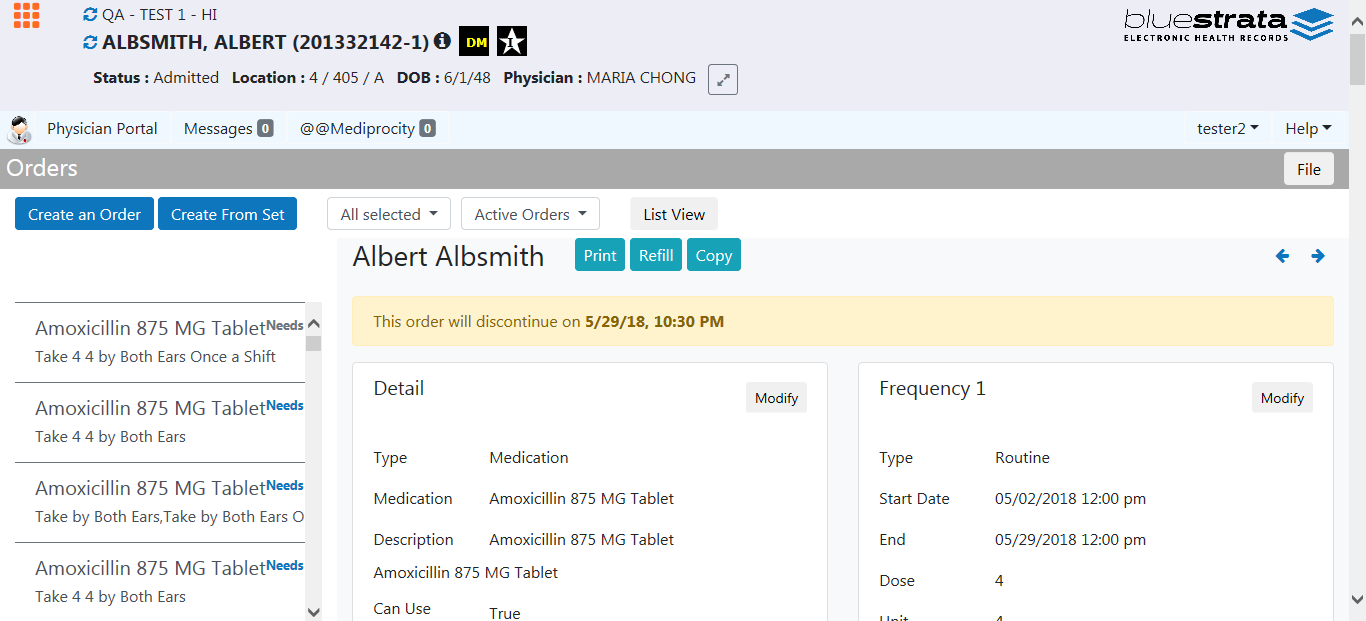 QA - TEST 1 - HI
ALBSMITH, ALBERT (201332142-1) DM 1
Status : Admitted Location : 4 / 405 / A DOB : 6/1/48 Physician : MARIA CHONG
bluestrata
ELECTRONIC HEALTH RECORDS
Physician Portal Messages 0 @@Mediprocity 0 tester2 Help
Orders File
Create an Order Create From Set All selected Active Orders List View
Albert Albsmith Print Refill Copy
This order will discontinue on 5/29/18, 10:30 PM
Amoxicillin 875 MG Tablet Needs
Take 4 4 by Both Ears Once a Shift
Amoxicillin 875 MG Tablet Needs
Take 4 4 by Both Ears
Amoxicillin 875 MG Tablet Needs
Take by Both Ears,Take by Both Ears O
Amoxicillin 875 MG Tablet Needs
Take 4 4 by Both Ears
Detail Modify
Type Medication
Medication Amoxicillin 875 MG Tablet
Description Amoxicillin 875 MG Tablet
Amoxicillin 875 MG Tablet
Can Use True
Frequency 1 Modify
Type Routine
Start Date 05/02/2018 12:00 pm
End 05/29/2018 12:00 pm
Dose 4
Unit 4